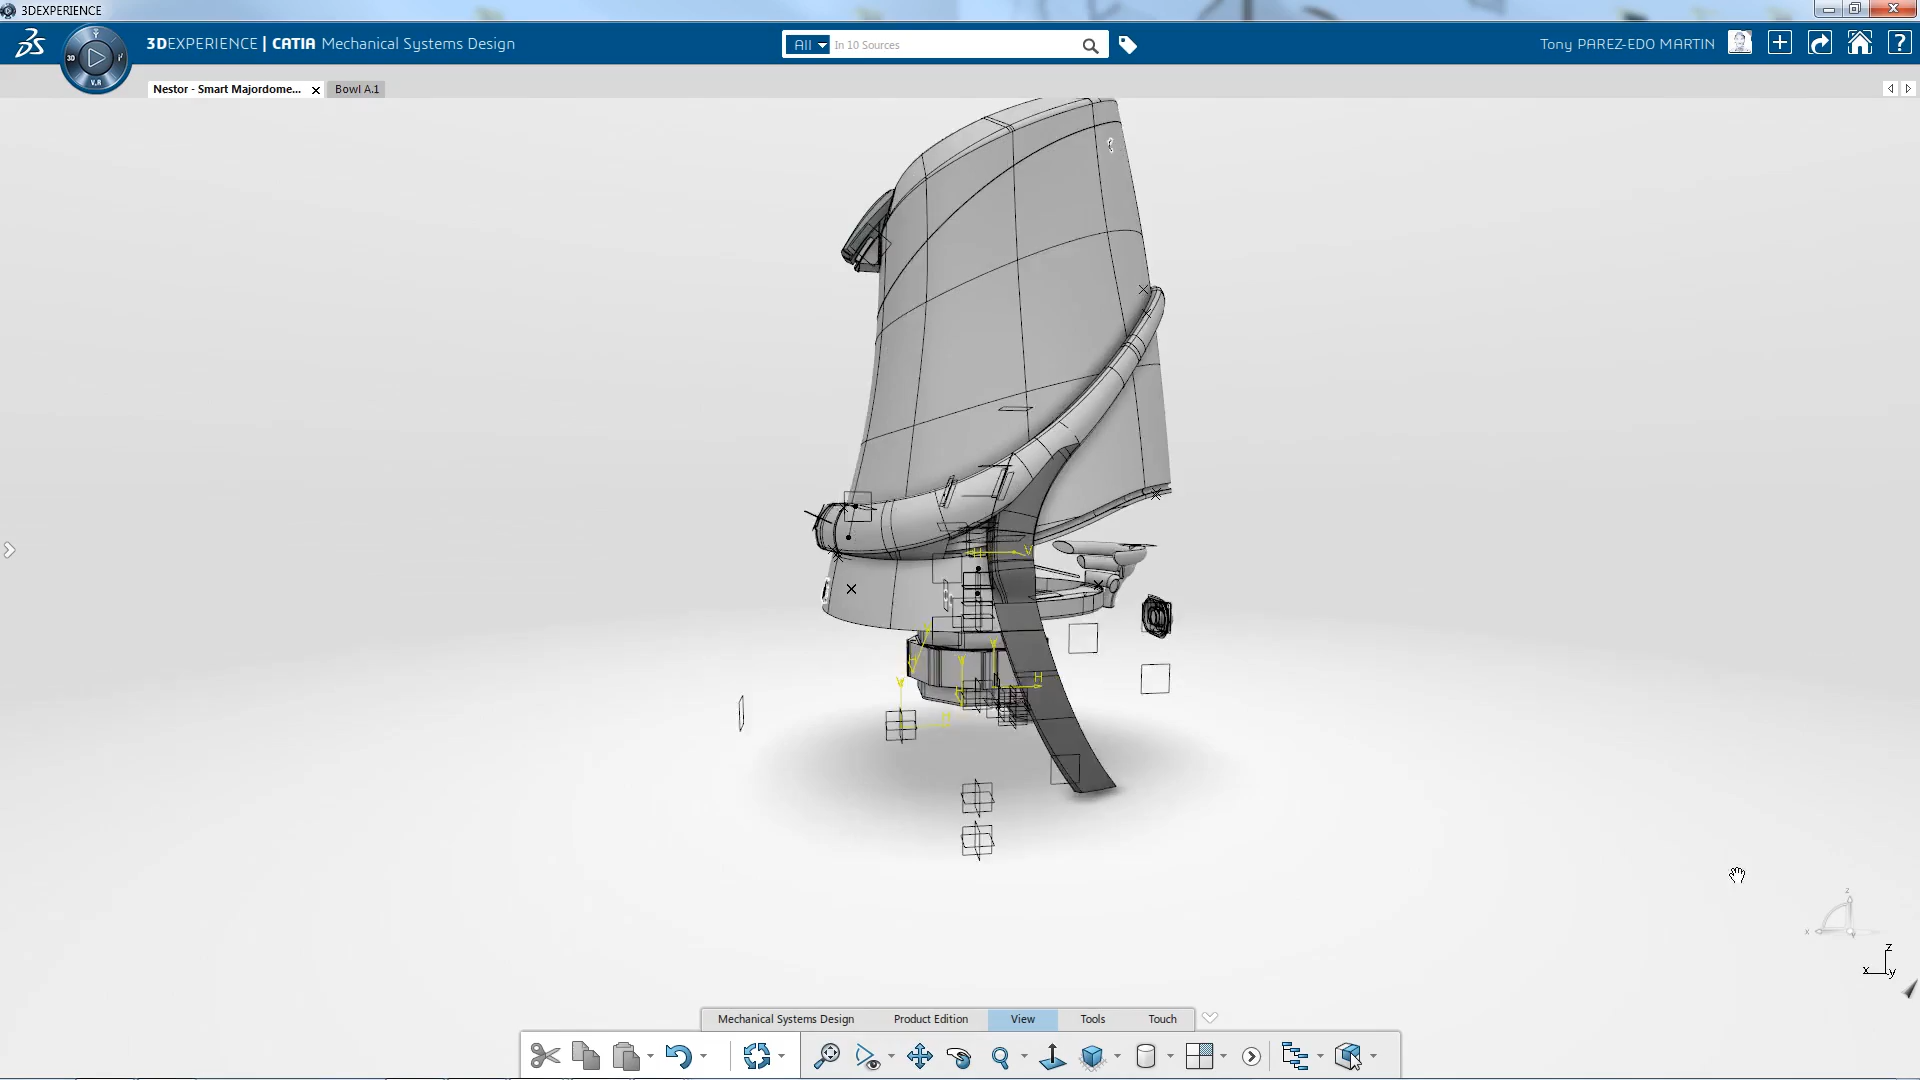 3DEXPERIENCE
3DEXPERIENCE | CATIA Mechanical Systems Design
All
In 10 Sources
Tony PAREZ-EDO MARTIN
3D
V.R
Nestor - Smart Majordome...
Bowl A.1
H
V
V
H
V
H
V
V
H
V
H
z
x
z
x
y
Mechanical Systems Design
Product Edition
View
Tools
Touch